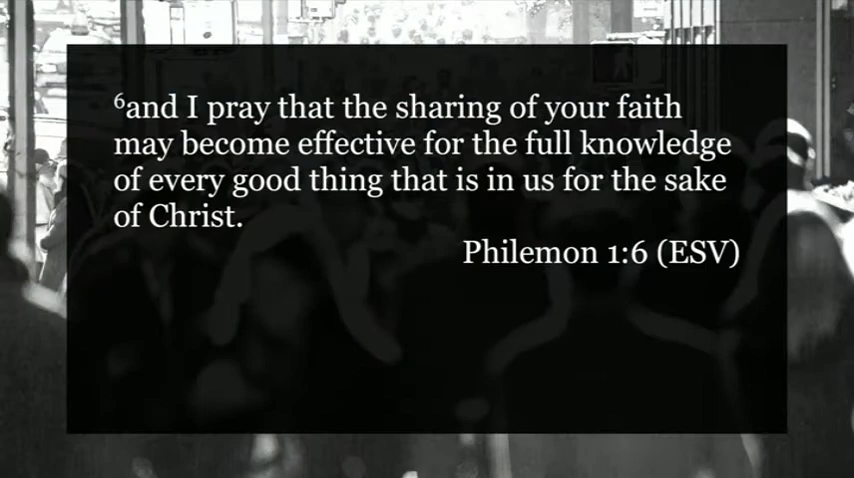 ⁶and I pray that the sharing of your faith
may become effective for the full knowledge
of every good thing that is in us for the sake
of Christ.
Philemon 1:6 (ESV)